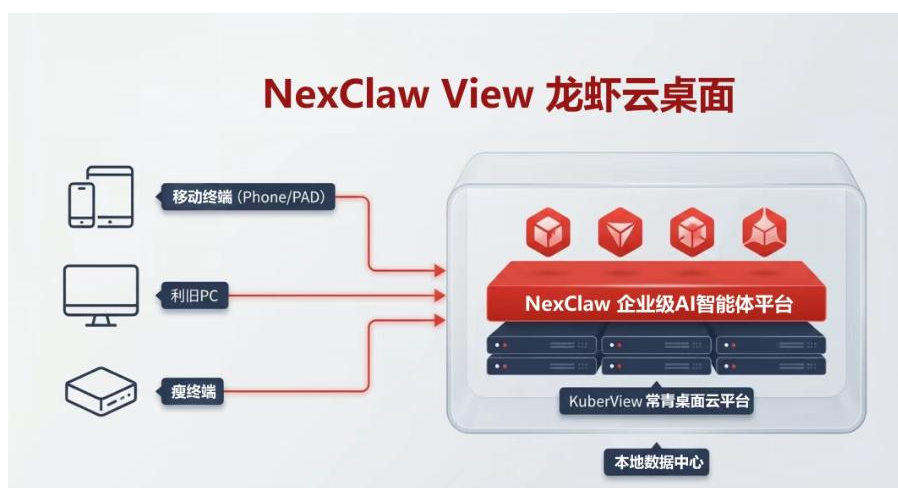 NexClaw View 龙虾云桌面
移动终端 (Phone/PAD)
利旧PC
瘦终端
NexClaw 企业级AI智能体平台
KuberView 常青桌面云平台
本地数据中心